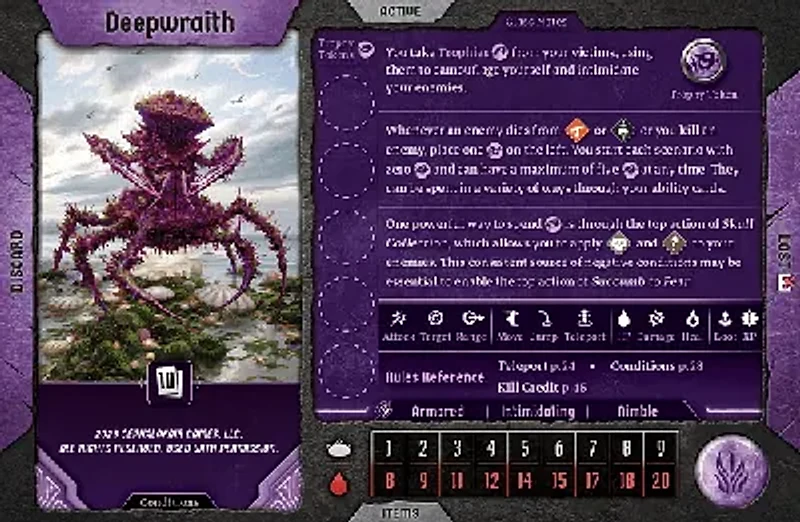 Deepwraith
ACTIVE
Class Notes
Trophy
Tokens
You take Trophies from your victims, using
them to camouflage yourself and intimidate
your enemies.
Trophy Token
Whenever an enemy dies from or or you kill an
enemy, place one on the left. You start each scenario with
zero and can have a maximum of five at any time. They
can be spent in a variety of ways through your ability cards.
One powerful way to spend is through the top action of Skull
Collection, which allows you to apply and to your
enemies. This consistent source of negative conditions may be
essential to enable the top action of Succumb to Fear
Attack Target Range Move Jump Teleport HP Damage Heal Loot XP
Rules Reference
Teleport p.24 • Conditions p.28
Kill Credit p.46
Armored | Intimidating | Nimble
DISCARD
LOST
10
2023 CEPHALOFAIR GAMES, LLC.
ALL RIGHTS RESERVED. USED WITH PERMISSION.
Conditions
1 2 3 4 5 6 7 8 9
8 9 11 12 14 15 17 18 20
ITEMS